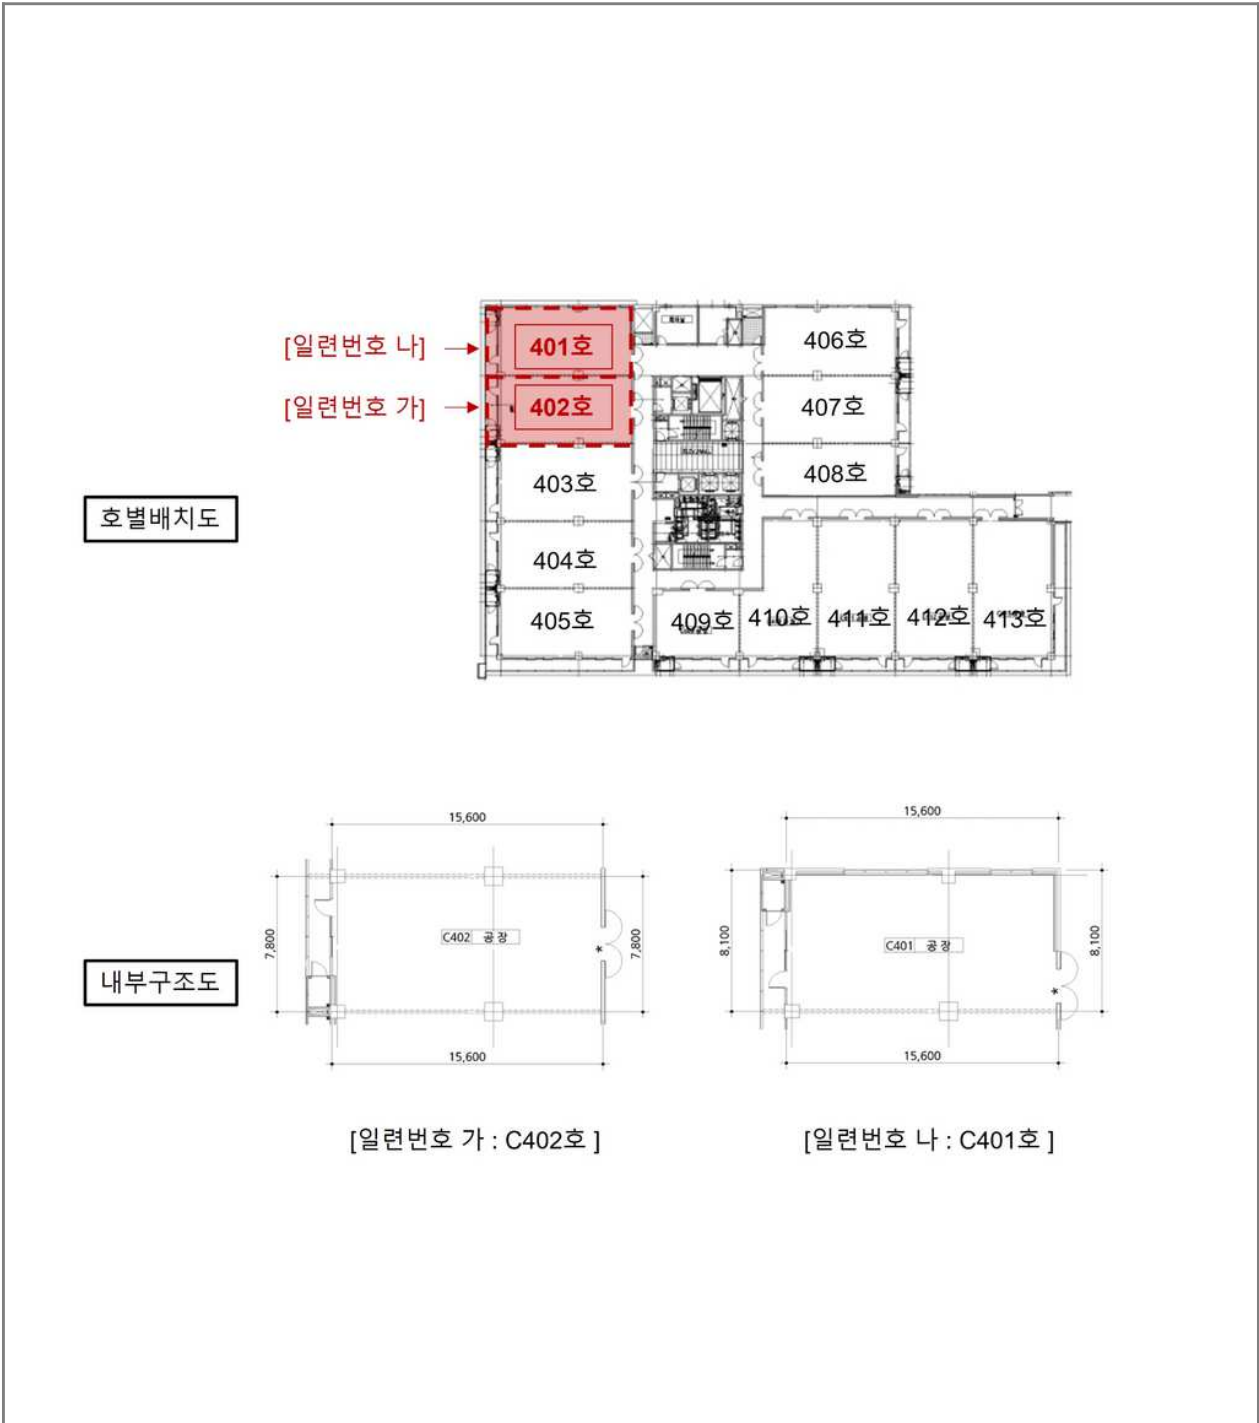 [일련번호 나]
401호
406호
[일련번호 가]
402호
407호
403호
408호
호별배치도
404호
405호
409호
410호
411호
412호
413호
15,600
15,600
7,800
C402 공 장
7,800
8,100
C401 공 장
8,100
*
*
내부구조도
15,600
15,600
[일련번호 가 : C402호 ]
[일련번호 나 : C401호 ]